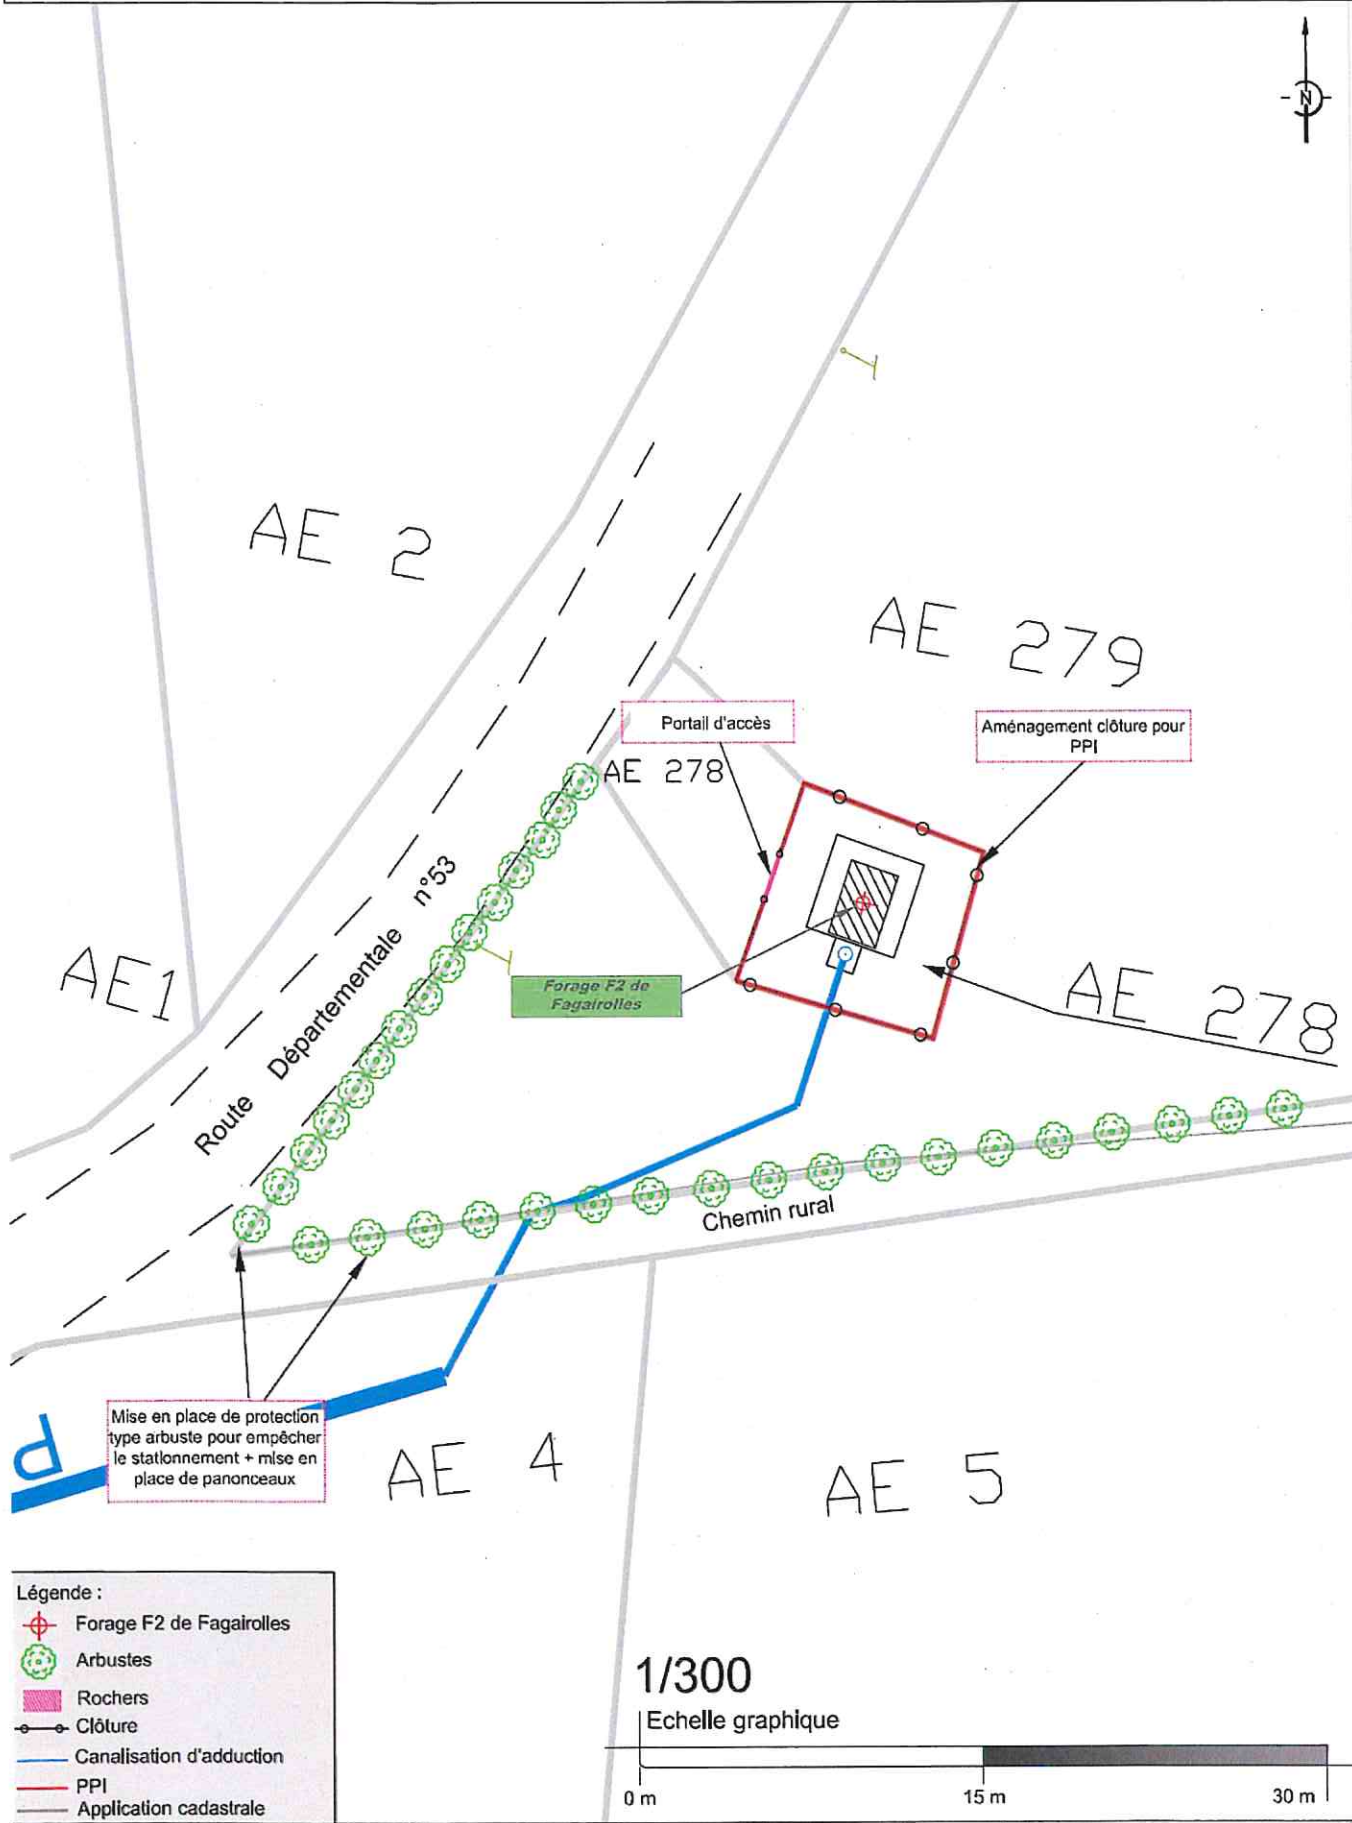 N
AE 2
AE 279
Portail d'accès
Aménagement clôture pour
PPI
AE 278
Route Départementale n°53
AE1
Forage F2 de
Fagairolles
AE 278
Chemin rural
Mise en place de protection
type arbuste pour empêcher
le stationnement + mise en
place de panonceaux
P
AE 4
AE 5
Légende :
Forage F2 de Fagairolles
Arbustes
Rochers
Clôture
Canalisation d'adduction
PPI
Application cadastrale
1/300
Echelle graphique
0 m
15 m
30 m